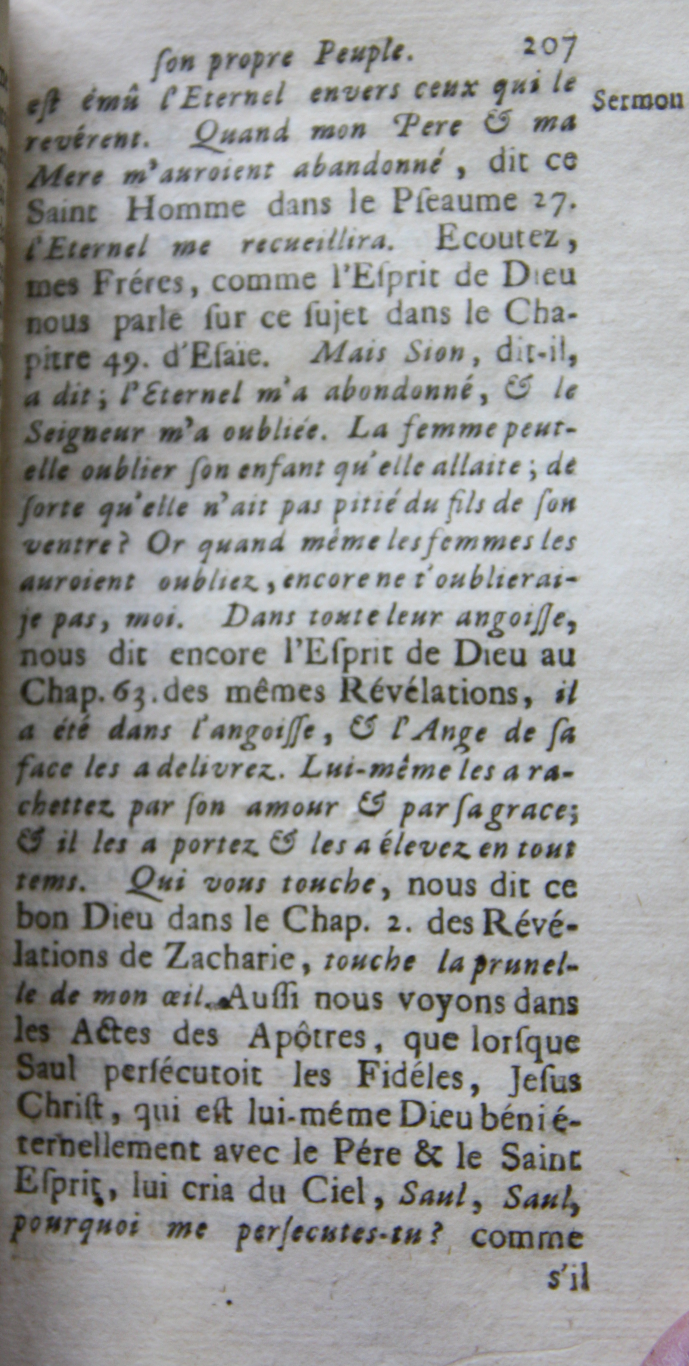 ſon propre Peuple. 207
eſt émû l'Eternel envers ceux qui le
Sermon
revérent. Quand mon Pere & ma
Mere m'auroient abandonné, dit ce
Saint Homme dans le Pſeaume 27.
l'Eternel me recueillira. Ecoutez,
mes Fréres, comme l'Eſprit de Dieu
nous parle ſur ce ſujet dans le Cha-
pitre 49. d'Eſaïe. Mais Sion, dit-il,
a dit; l'Eternel m'a abondonné, & le
Seigneur m'a oubliée. La femme peut-
elle oublier ſon enfant qu'elle allaite; de
ſorte qu'elle n'ait pas pitié du fils de ſon
ventre? Or quand même les femmes les
auroient oubliez, encore ne t'oublierai-
je pas, moi. Dans toute leur angoiſſe,
nous dit encore l'Eſprit de Dieu au
Chap. 63. des mêmes Révélations, il
a été dans l'angoiſſe, & l'Ange de ſa
face les a delivrez. Lui-même les a ra-
chettez par ſon amour & par ſa grace;
& il les a portez & les a élevez en tout
tems. Qui vous touche, nous dit ce
bon Dieu dans le Chap. 2. des Révé-
lations de Zacharie, touche la prunel-
le de mon œil. Auſſi nous voyons dans
les Actes des Apôtres, que lorſque
Saul perſécutoit les Fidéles, Jeſus
Chriſt, qui eſt lui-méme Dieu béni é-
ternellement avec le Pére & le Saint
Eſprit, lui cria du Ciel, Saul, Saul,
pourquoi me perſecutes-tu? comme
s'il